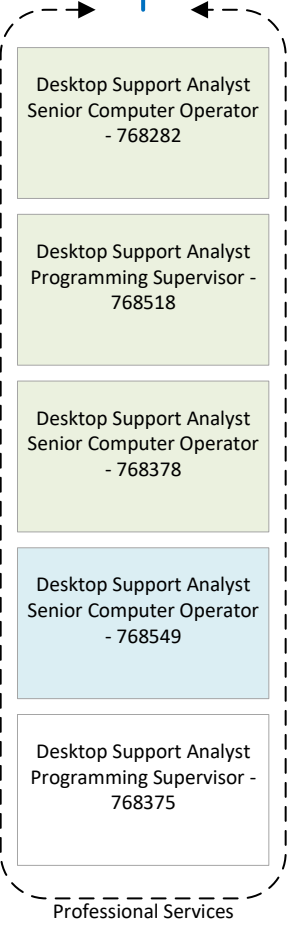 Desktop Support Analyst
Senior Computer Operator
- 768282
Desktop Support Analyst
Programming Supervisor -
768518
Desktop Support Analyst
Senior Computer Operator
- 768378
Desktop Support Analyst
Senior Computer Operator
- 768549
Desktop Support Analyst
Programming Supervisor -
768375
Professional Services